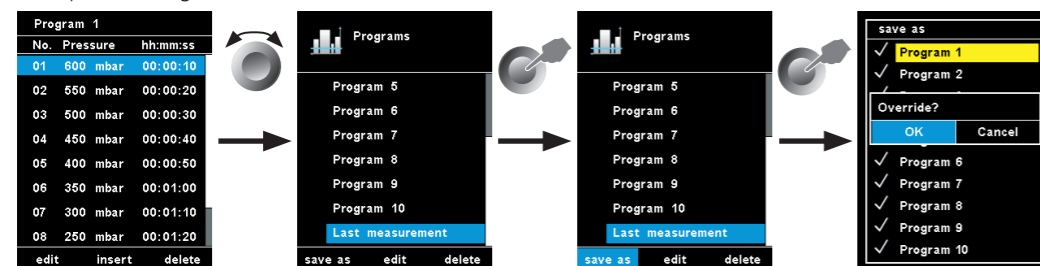 Program 1
No. Pressure hh:mm:ss
01 600 mbar 00:00:10
02 550 mbar 00:00:20
03 500 mbar 00:00:30
04 450 mbar 00:00:40
05 400 mbar 00:00:50
06 350 mbar 00:01:00
07 300 mbar 00:01:10
08 250 mbar 00:01:20
edit insert delete
Programs
Program 5
Program 6
Program 7
Program 8
Program 9
Program 10
Last measurement
save as edit delete
Programs
Program 5
Program 6
Program 7
Program 8
Program 9
Program 10
Last measurement
save as edit delete
save as
Program 1
Program 2
Override?
OK Cancel
Program 6
Program 7
Program 8
Program 9
Program 10